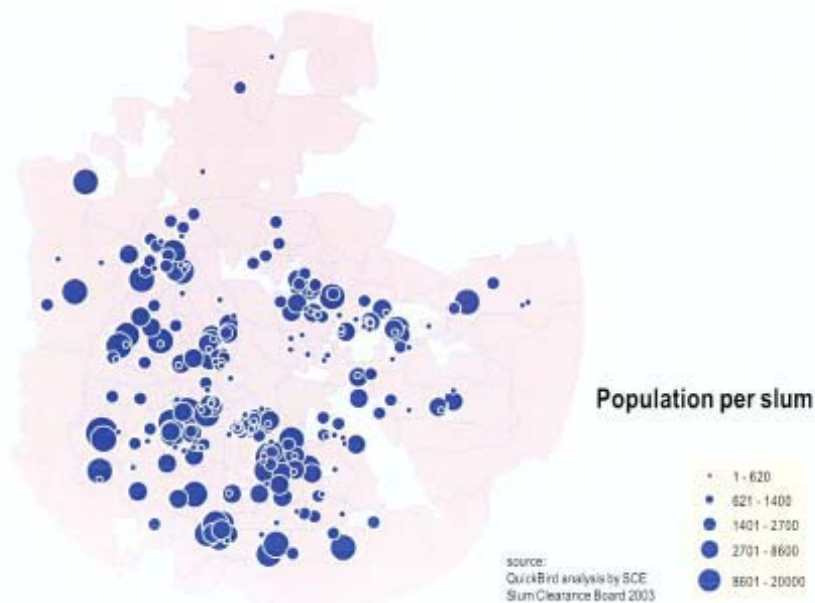 Population per slum
1 - 620
621 - 1400
1401 - 2700
2701 - 8600
8601 - 20000
source:
QuickBird analysis by SCE
Slum Clearance Board 2003